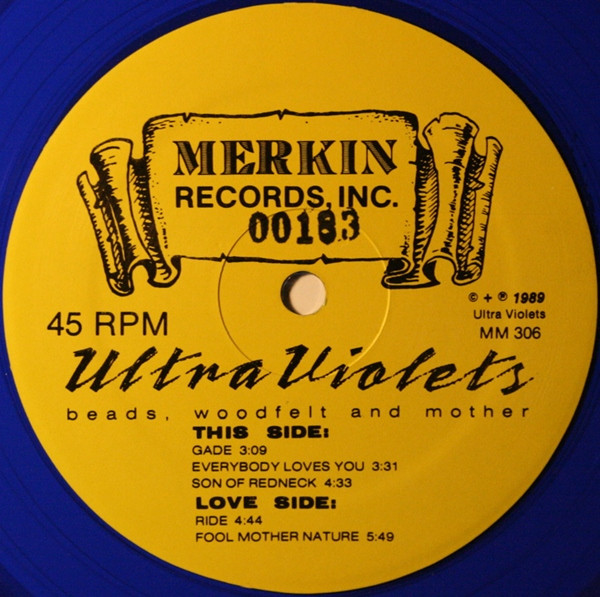 MERKIN
RECORDS, INC.
00183
© + ℗ 1989
Ultra Violets
MM 306
45 RPM
Ultra Violets
beads, woodfelt and mother
THIS SIDE:
GADE 3:09
EVERYBODY LOVES YOU 3:31
SON OF REDNECK 4:33
LOVE SIDE:
RIDE 4:44
FOOL MOTHER NATURE 5:49